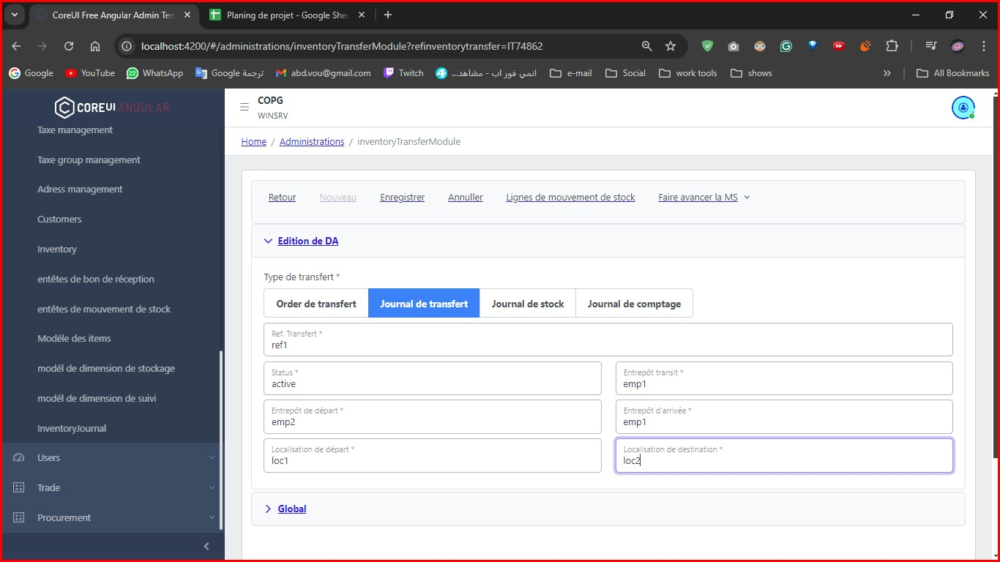 CoreUI Free Angular Admin Tem
Planing de projet - Google Shee
localhost:4200/#/administrations/inventoryTransferModule?refinventorytransfer=IT74862
Google
YouTube
22
WhatsApp
ترجمة Google
abd.vou@gmail.com
Twitch
انمي فور اب - مشاهد...
e-mail
Social
work tools
shows
All Bookmarks
COREUI ANGULAR
Taxe management
Taxe group management
Adress management
Customers
Inventory
entêtes de bon de réception
entêtes de mouvement de stock
Modéle des items
modél de dimension de stockage
modél de dimension de suivi
InventoryJournal
Users
Trade
Procurement
COPG
WINSRV
Home / Administrations / inventoryTransferModule
Retour Nouveau Enregistrer Annuller Lignes de mouvement de stock Faire avancer la MS
Edition de DA
Type de transfert *
Order de transfert Journal de transfert Journal de stock Journal de comptage
Ref. Transfert *
ref1
Status *
active
Entrepôt transit *
emp1
Entrepôt de départ *
emp2
Entrepôt d'arrivée *
emp1
Localisation de départ *
loc1
Localisation de destination *
loc2
Global